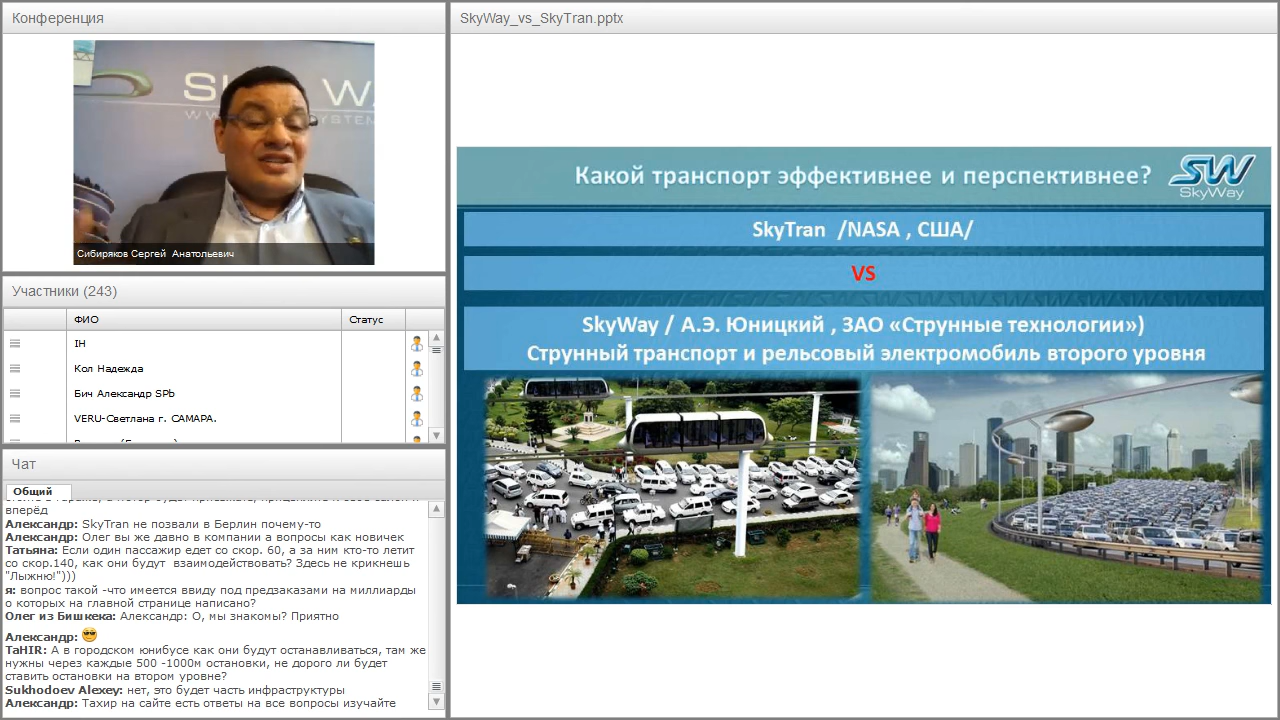 Конференция
SkyWay_vs_SkyTran.pptx
Сибиряков Сергей Анатольевич
Участники (243)
ФИО
Статус
IH
Кол Надежда
Бич Александр SPb
VERU-Светлана г. САМАРА.
Чат
Общий
вперёд
Александр: SkyTran не позвали в Берлин почему-то
Александр: Олег вы же давно в компании а вопросы как новичек
Татьяна: Если один пассажир едет со скор. 60, а за ним кто-то летит
со скор.140, как они будут взаимодействовать? Здесь не крикнешь
"Лыжню!")))
я: вопрос такой -что имеется ввиду под предзаказами на миллиарды
о которых на главной странице написано?
Олег из Бишкека: Александр: О, мы знакомы? Приятно
Александр:
TaHIR: А в городском юнибусе как они будут останавливаться, там же
нужны через каждые 500 -1000м остановки, не дорого ли будет
ставить остановки на втором уровне?
Sukhodoev Alexey: нет, это будет часть инфраструктуры
Александр: Тахир на сайте есть ответы на все вопросы изучайте
Какой транспорт эффективнее и перспективнее?
SW
SkyWay
SkyTran /NASA , США/
VS
SkyWay / А.Э. Юницкий , ЗАО «Струнные технологии»)
Струнный транспорт и рельсовый электромобиль второго уровня